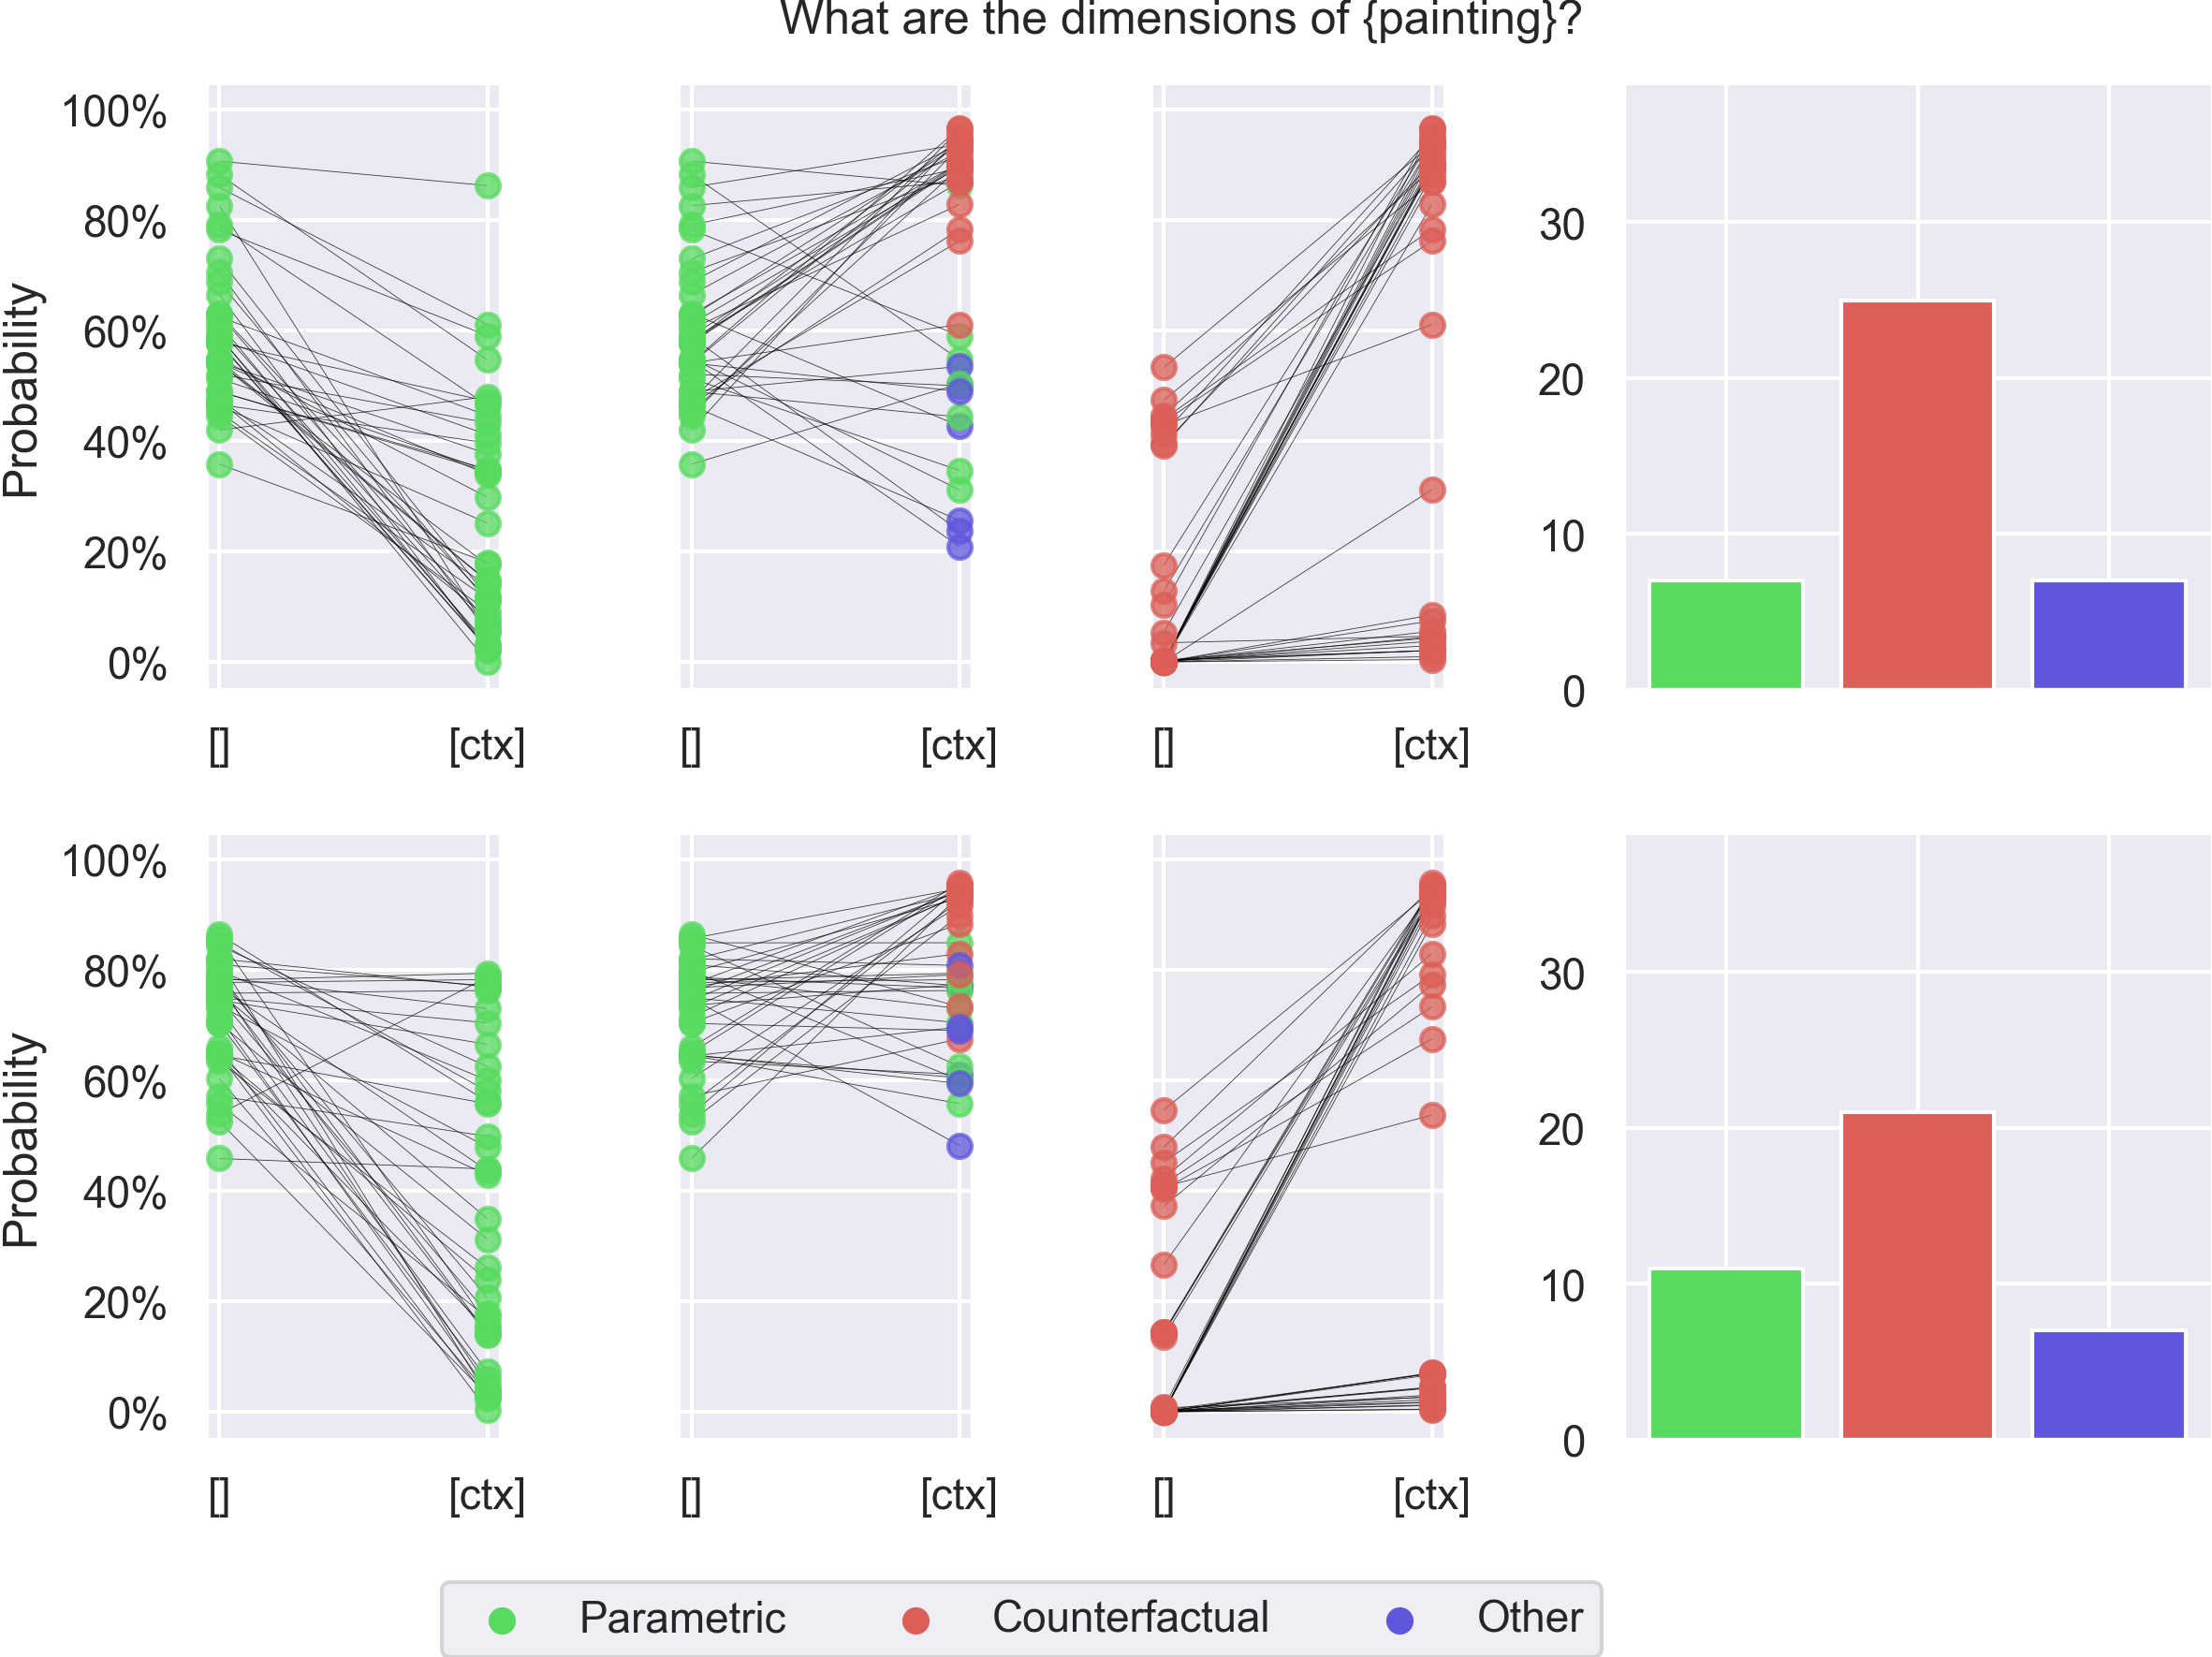 What are the dimensions of {painting}?
Probability
100%
80%
60%
40%
20%
0%
[]
[ctx]
[]
[ctx]
[]
[ctx]
30
20
10
0
Probability
100%
80%
60%
40%
20%
0%
[]
[ctx]
[]
[ctx]
[]
[ctx]
30
20
10
0
Parametric
Counterfactual
Other